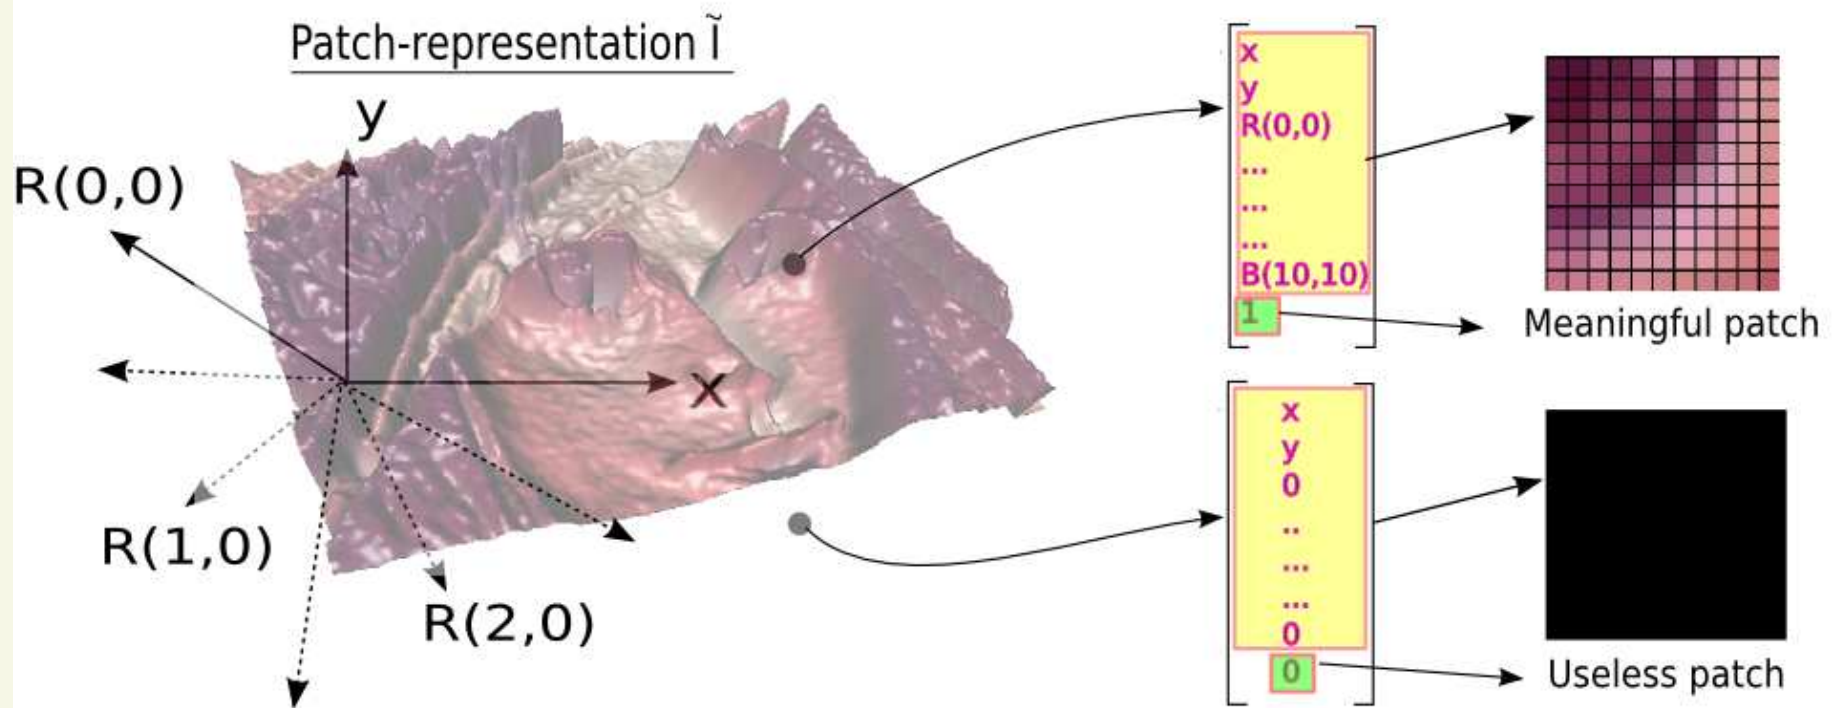 Patch-representation Ĩ
y
R(0,0)
x
R(1,0)
R(2,0)
x
y
R(0,0)
...
...
...
B(10,10)
1
Meaningful patch
x
y
0
..
...
...
0
0
Useless patch